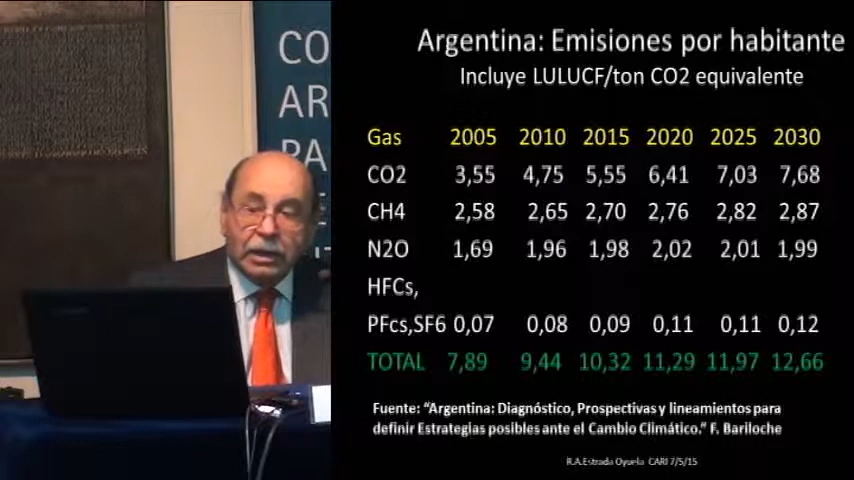 CO
AR
PA
Argentina: Emisiones por habitante
Incluye LULUCF/ton CO2 equivalente
Gas 2005 2010 2015 2020 2025 2030
CO2 3,55 4,75 5,55 6,41 7,03 7,68
CH4 2,58 2,65 2,70 2,76 2,82 2,87
N2O 1,69 1,96 1,98 2,02 2,01 1,99
HFCs,
PFcs,SF6 0,07 0,08 0,09 0,11 0,11 0,12
TOTAL 7,89 9,44 10,32 11,29 11,97 12,66
Fuente: “Argentina: Diagnóstico, Prospectivas y lineamientos para
definir Estrategias posibles ante el Cambio Climático.” F, Bariloche
R.A.Estrada Oyuela CARI 7/5/15